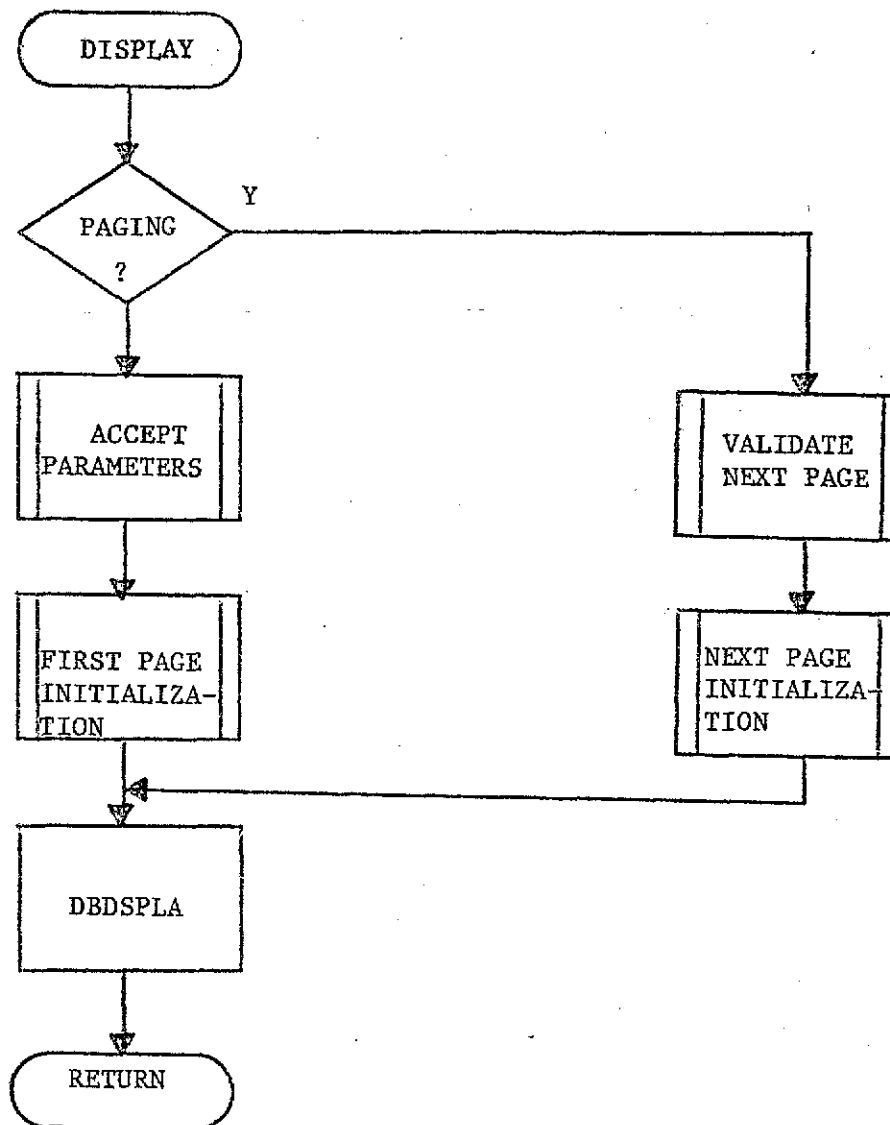 DISPLAY
Y
PAGING
?
ACCEPT
PARAMETERS
VALIDATE
NEXT PAGE
FIRST PAGE
INITIALIZA-
TION
NEXT PAGE
INITIALIZA-
TION
DBDSPLA
RETURN